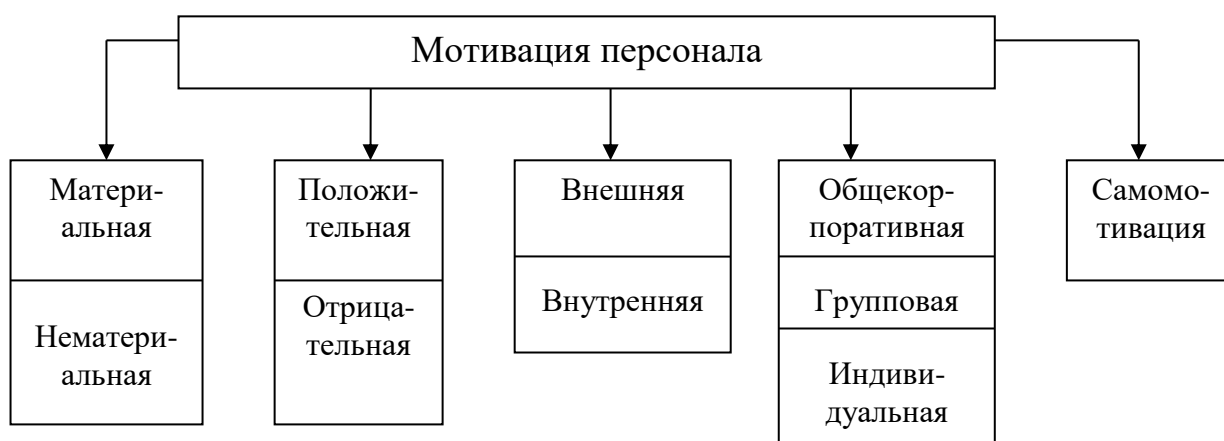 Мотивация персонала
Матери-
альная
Нематери-
альная
Положи-
тельная
Отрица-
тельная
Внешняя
Внутренняя
Общекор-
поративная
Групповая
Индиви-
дуальная
Самомо-
тивация